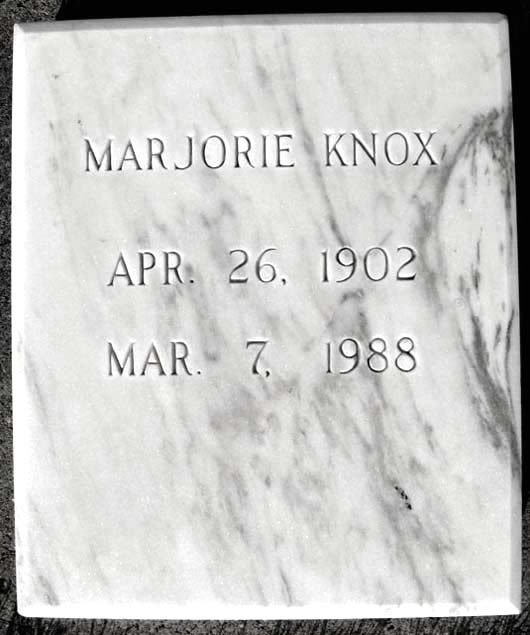 MARJORIE KNOX
APR. 26, 1902
MAR. 7, 1988